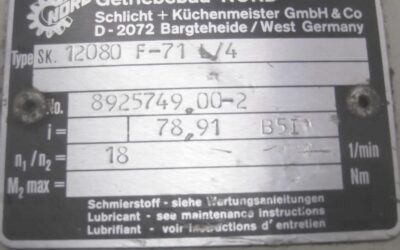 NORD
Getriebebau NORD
Schlicht + Küchenmeister GmbH & Co
D - 2072 Bargteheide / West Germany
Type SK. 12080 F-71 L/4
No. 8925749.00-2
i = 78,91
n₁ / n₂ = 18 1/min
M₂ max = Nm
Schmierstoff - siehe Wartungsanleitungen
Lubricant - see maintenance instructions
Lubrifiant - voir instructions d' entretien